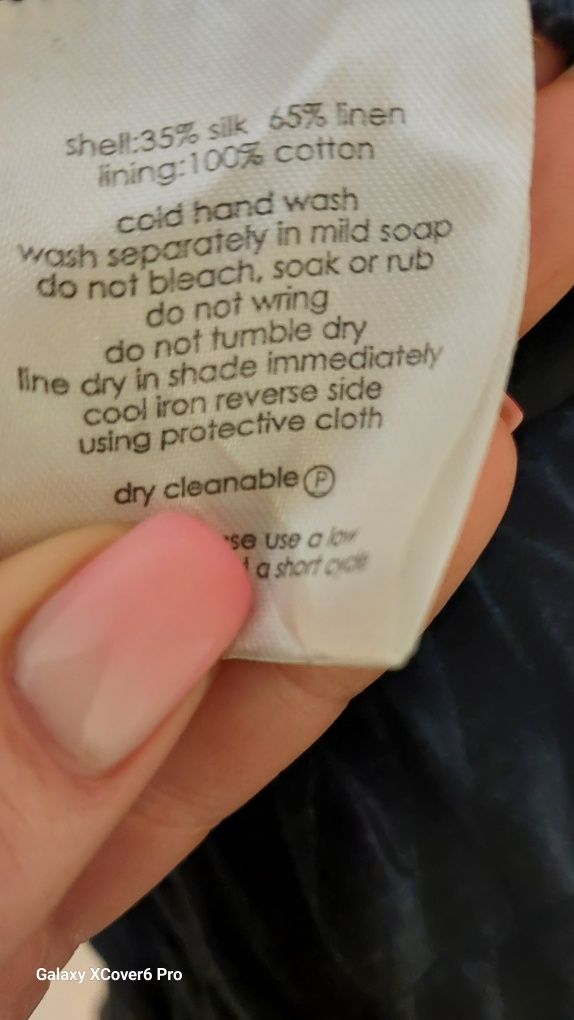 shell:35% silk 65% linen
lining:100% cotton
cold hand wash
wash separately in mild soap
do not bleach, soak or rub
do not wring
do not tumble dry
line dry in shade immediately
cool iron reverse side
using protective cloth
dry cleanable Ⓟ
use a low
a short cycle
Galaxy XCover6 Pro